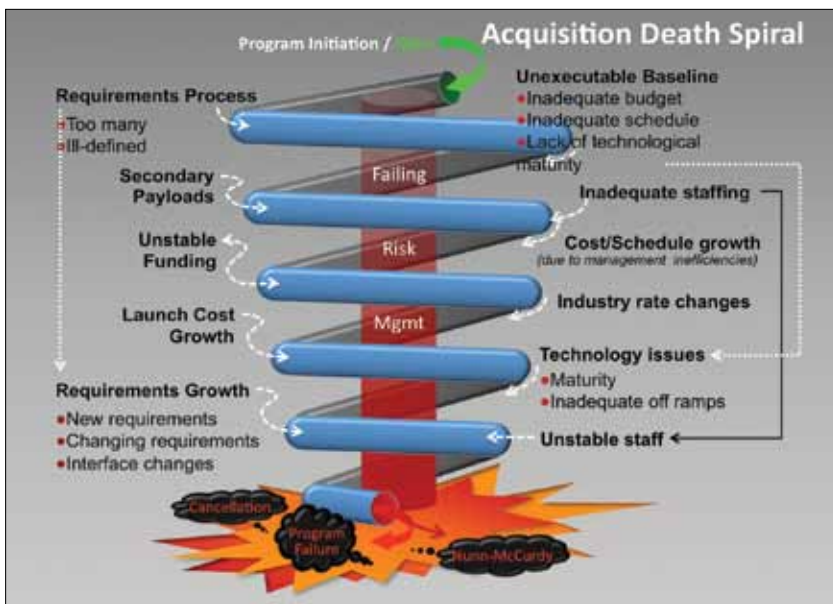 Acquisition Death Spiral
Program Initiation /
Requirements Process
•Too many
•Ill-defined
Unexecutable Baseline
•Inadequate budget
•Inadequate schedule
•Lack of technological
maturity
Failing
Secondary
Payloads
Inadequate staffing
Unstable
Funding
Risk
Cost/Schedule growth
(due to management inefficiencies)
Industry rate changes
Launch Cost
Growth
Mgmt
Technology issues
•Maturity
•Inadequate off ramps
Requirements Growth
•New requirements
•Changing requirements
•Interface changes
Unstable staff
Cancellation
Program
Failure
Nunn-McCurdy